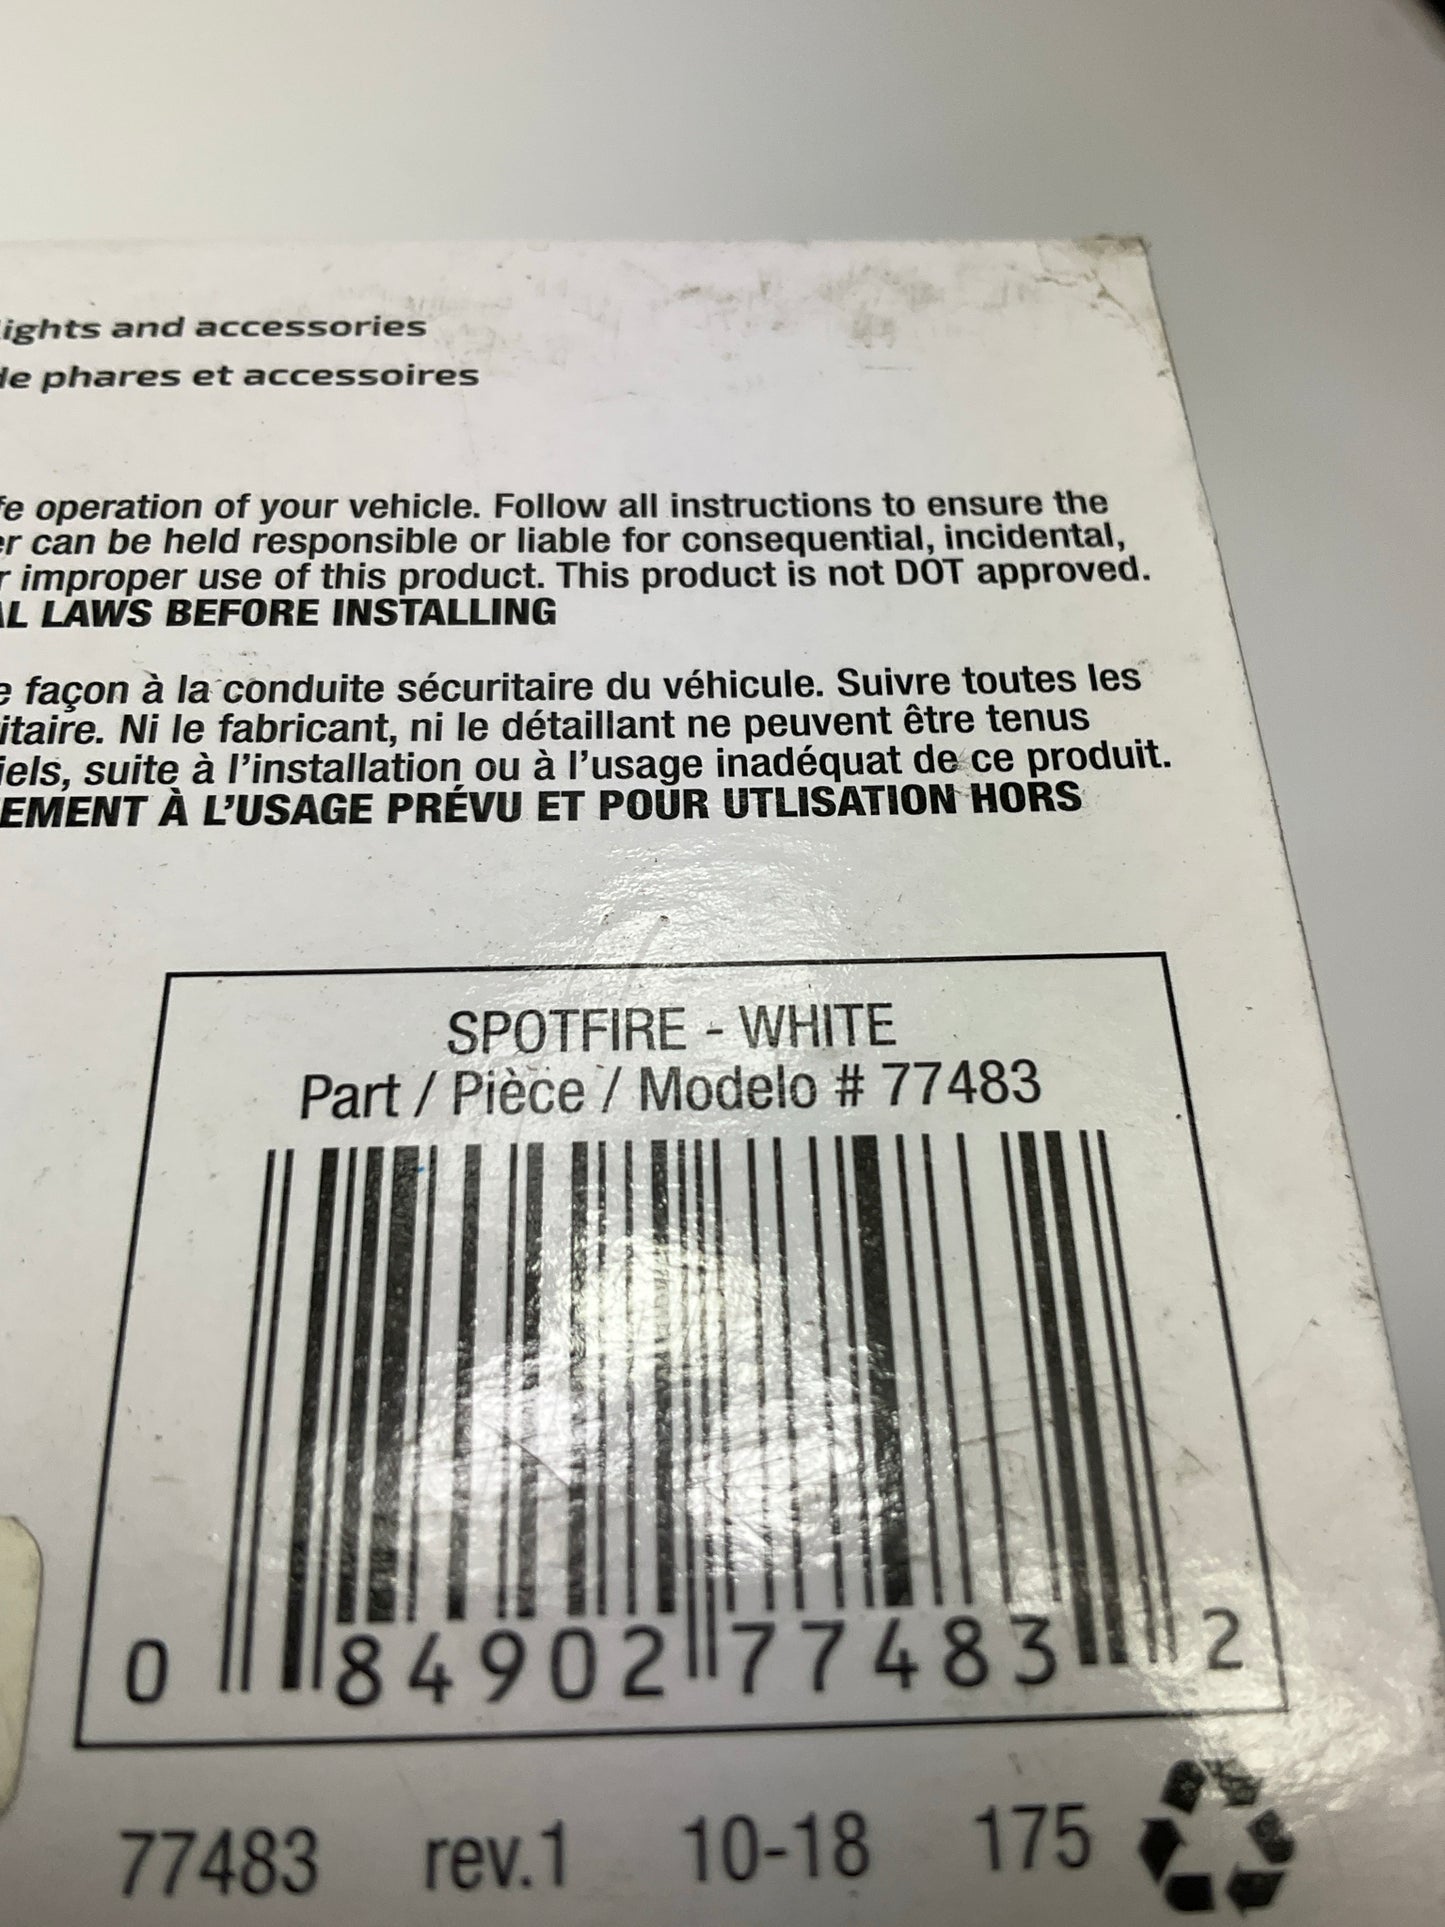 lights and accessories
de phares et accessoires
operation of your vehicle. Follow all instructions to ensure the
can be held responsible or liable for consequential, incidental,
improper use of this product. This product is not DOT approved.
LAWS BEFORE INSTALLING
façon à la conduite sécuritaire du véhicule. Suivre toutes les
itaire. Ni le fabricant, ni le détaillant ne peuvent être tenus
iels, suite à l'installation ou à l'usage inadéquat de ce produit.
EMENT À L'USAGE PRÉVU ET POUR UTLISATION HORS
SPOTFIRE - WHITE
Part / Pièce / Modelo # 77483
0 84902 77483 2
77483 rev.1 10-18 175